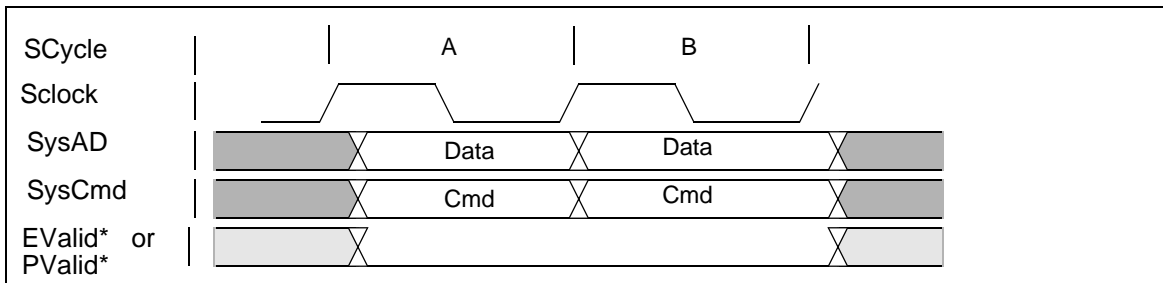 SCycle A B
Sclock
SysAD Data Data
SysCmd Cmd Cmd
EValid* or
PValid*